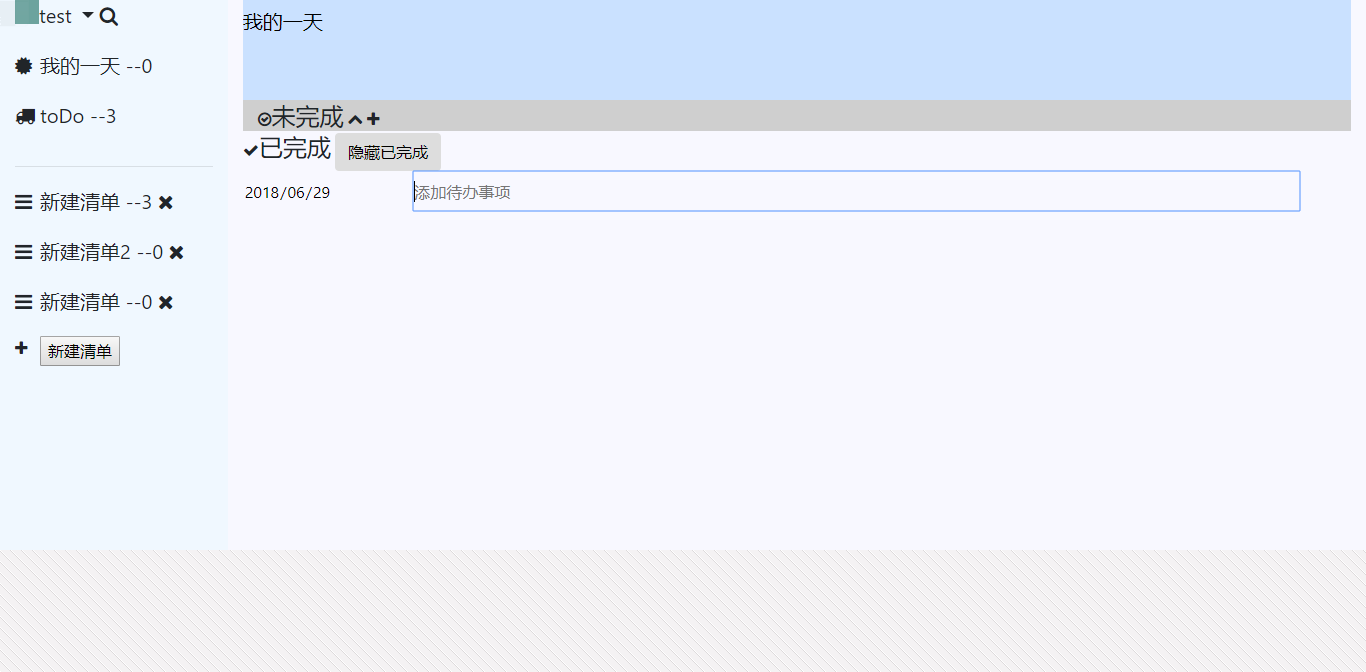 test
我的一天 --0
toDo --3
新建清单 --3
新建清单2 --0
新建清单 --0
新建清单
我的一天
未完成
已完成 隐藏已完成
2018/06/29 添加待办事项